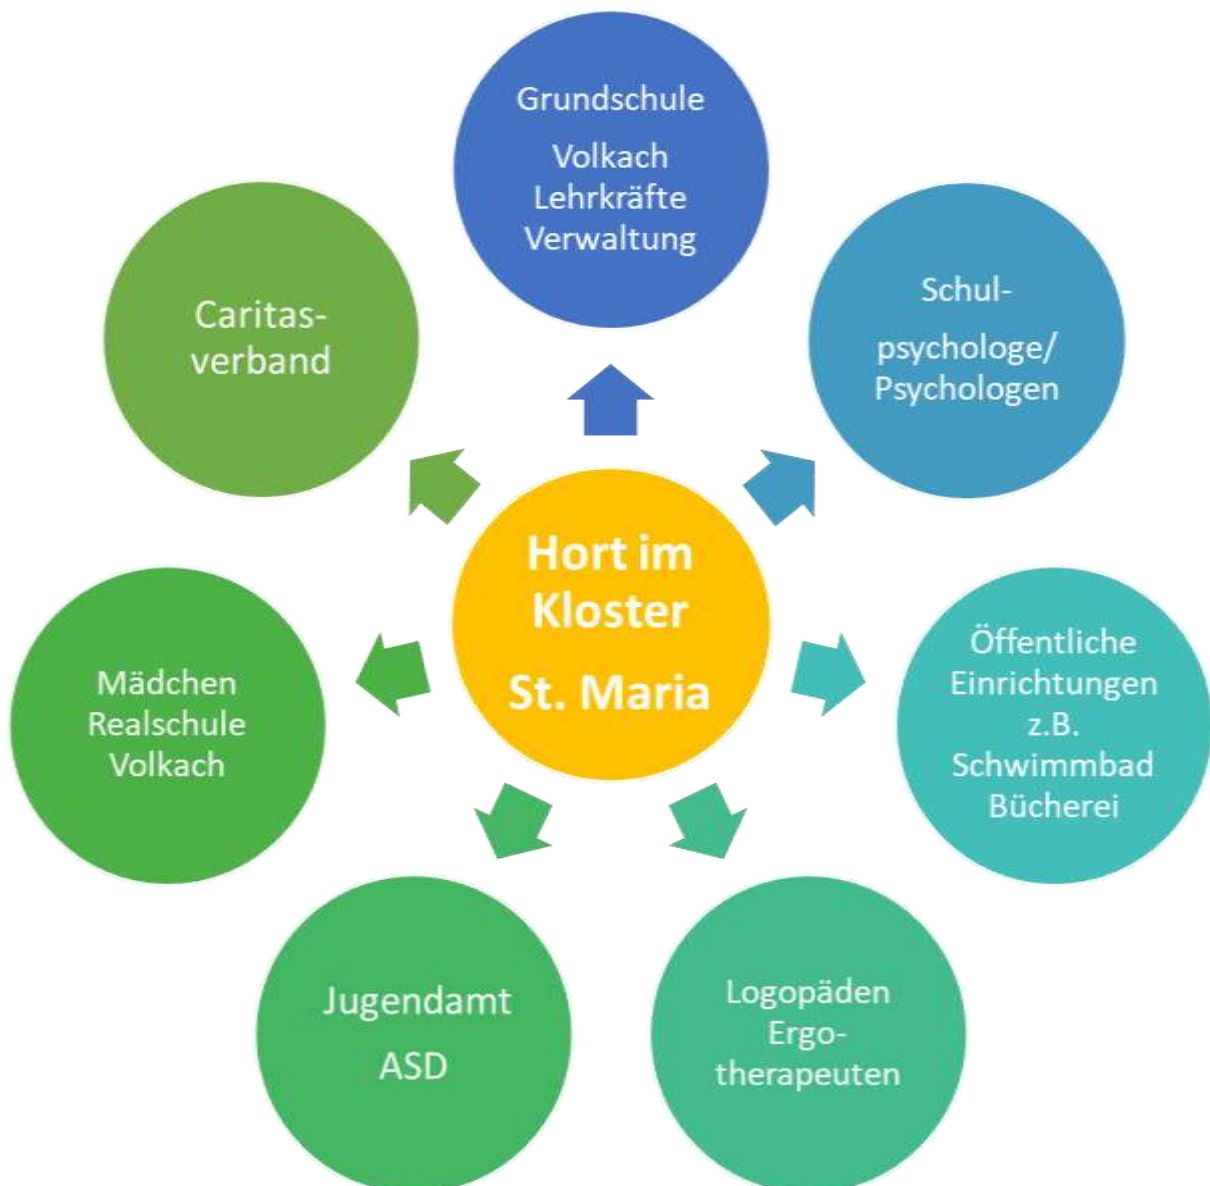 Grundschule
Volkach
Lehrkräfte
Verwaltung
Schul-
psychologe/
Psychologen
Öffentliche
Einrichtungen
z.B.
Schwimmbad
Bücherei
Logopäden
Ergo-
therapeuten
Jugendamt
ASD
Mädchen
Realschule
Volkach
Caritas-
verband
Hort im
Kloster
St. Maria